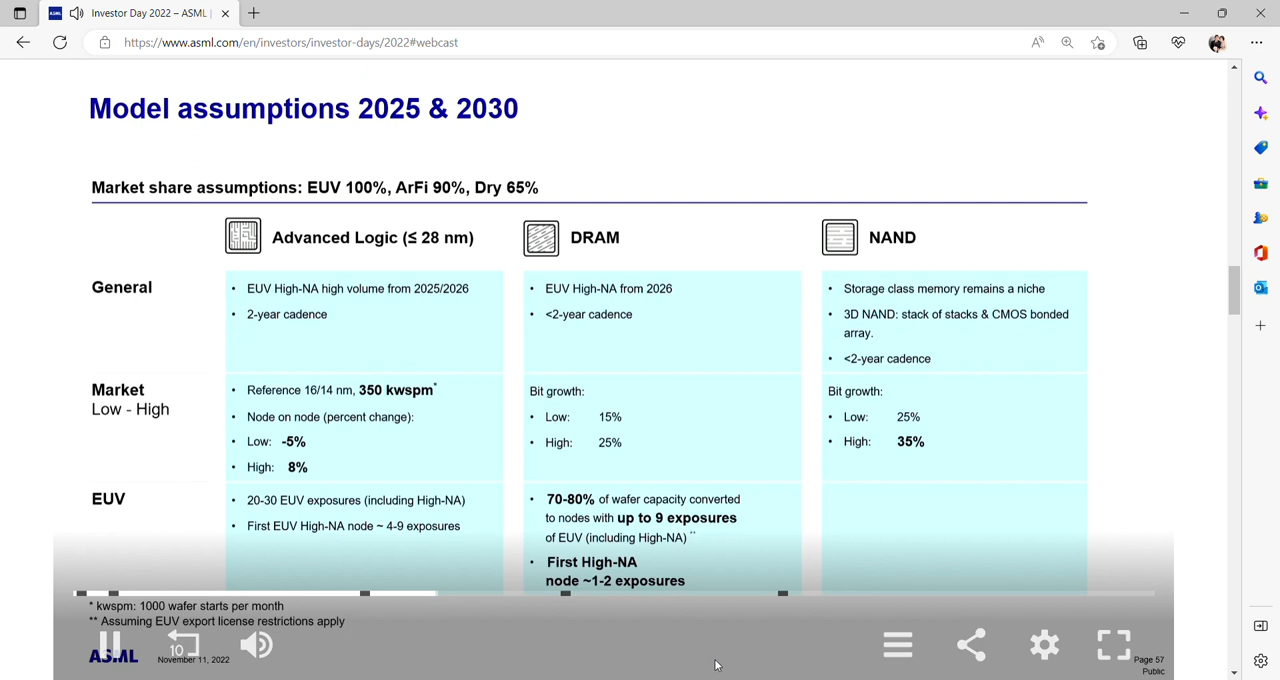 ASML
Investor Day 2022 – ASML |
https://www.asml.com/en/investors/investor-days/2022#webcast
Model assumptions 2025 & 2030
Market share assumptions: EUV 100%, ArFi 90%, Dry 65%
Advanced Logic (≤ 28 nm)
DRAM
NAND
General
• EUV High-NA high volume from 2025/2026
• 2-year cadence
• EUV High-NA from 2026
• <2-year cadence
• Storage class memory remains a niche
• 3D NAND: stack of stacks & CMOS bonded
array.
• <2-year cadence
Market
Low - High
• Reference 16/14 nm, 350 kwspm*
• Node on node (percent change):
• Low: -5%
• High: 8%
Bit growth:
• Low: 15%
• High: 25%
Bit growth:
• Low: 25%
• High: 35%
EUV
• 20-30 EUV exposures (including High-NA)
• First EUV High-NA node ~ 4-9 exposures
• 70-80% of wafer capacity converted
to nodes with up to 9 exposures
of EUV (including High-NA) **
• First High-NA
node ~1-2 exposures
* kwspm: 1000 wafer starts per month
** Assuming EUV export license restrictions apply
10
ASML
November 11, 2022
Page 57
Public